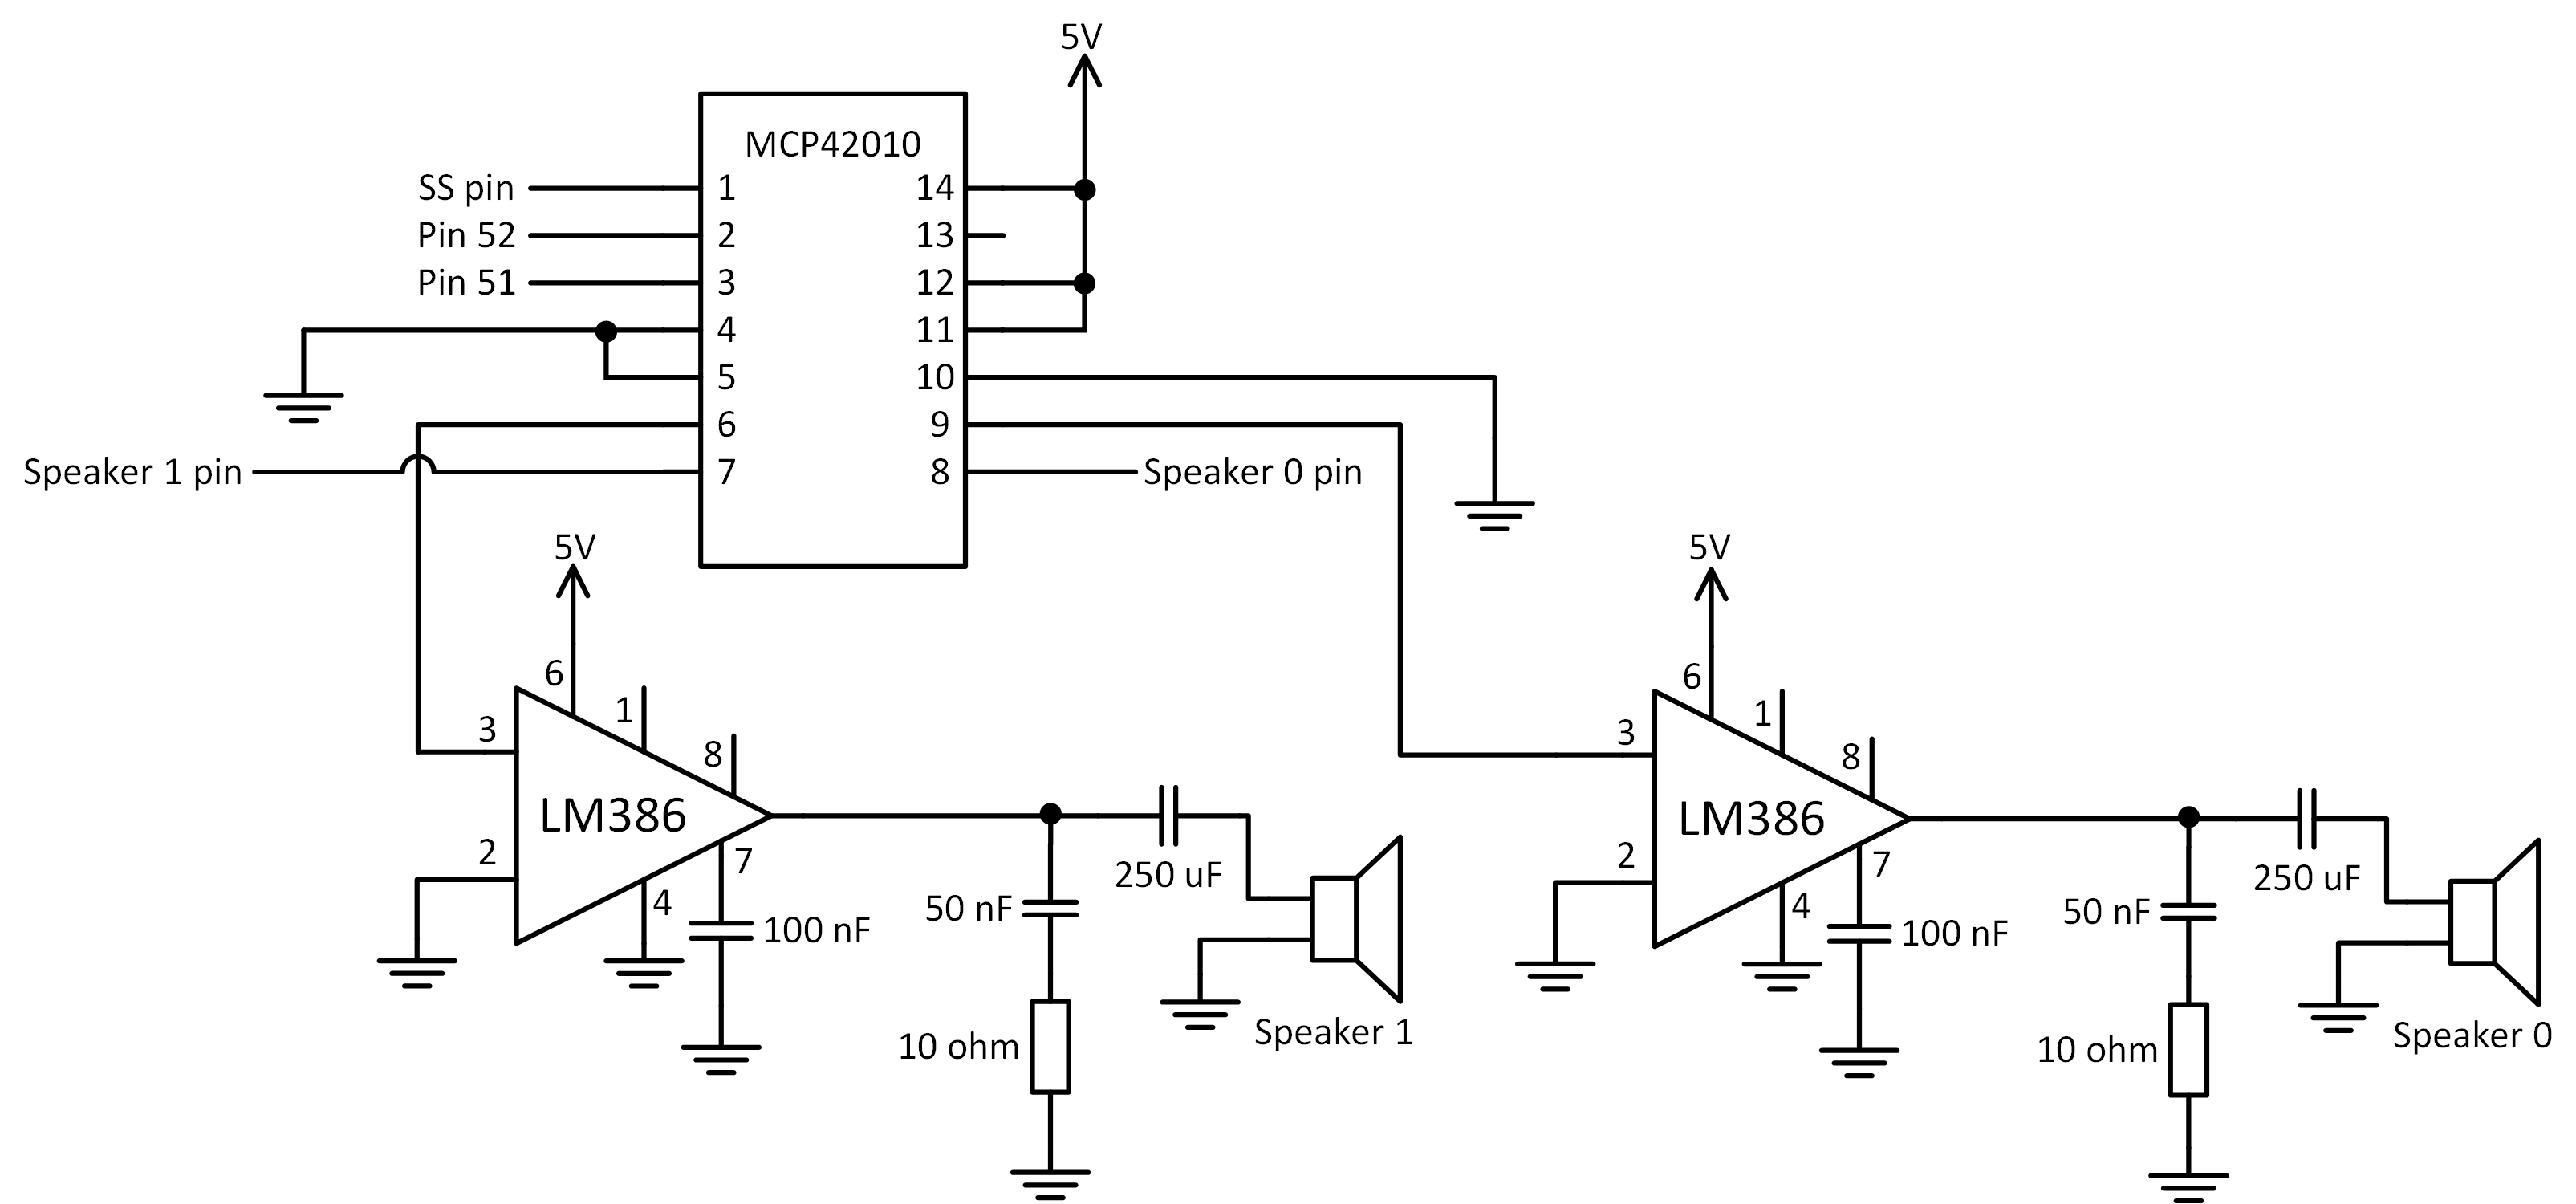 5V
MCP42010
SS pin 1 14
Pin 52 2 13
Pin 51 3 12
4 11
5 10
6 9
Speaker 1 pin 7 8 Speaker 0 pin
5V
6
1
8
3
LM386
2
7
4
100 nF
250 uF
50 nF
10 ohm
Speaker 1
5V
6
1
8
3
LM386
2
7
4
100 nF
250 uF
50 nF
10 ohm
Speaker 0